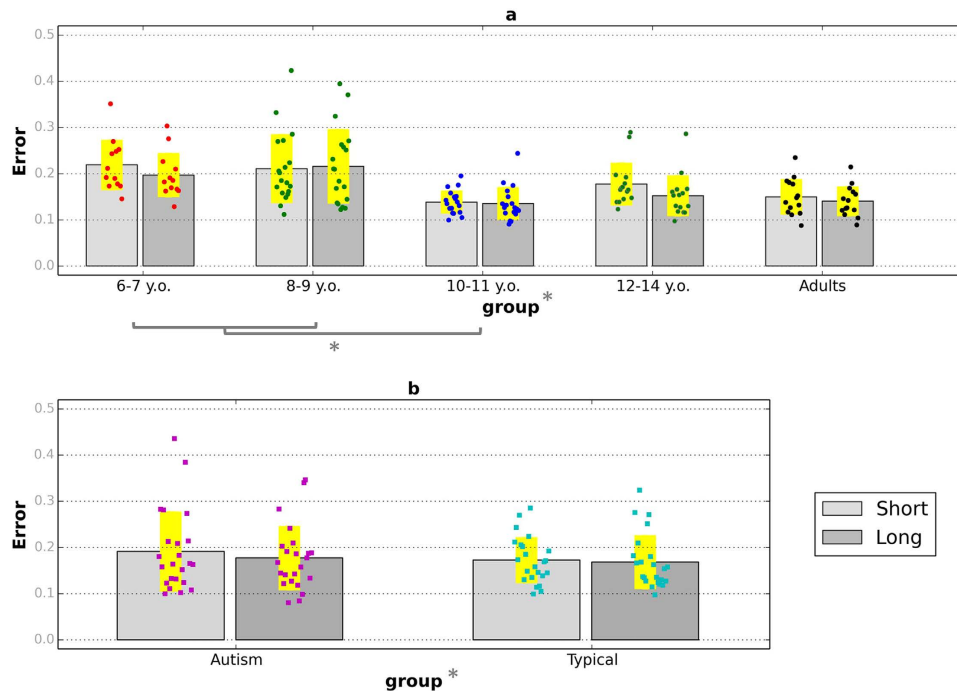 a
0.5
0.4
0.3
0.2
0.1
0.0
Error
6-7 y.o. 8-9 y.o. 10-11 y.o. 12-14 y.o. Adults
group *
*
b
0.5
0.4
0.3
0.2
0.1
0.0
Error
Autism Typical
group *
Short
Long